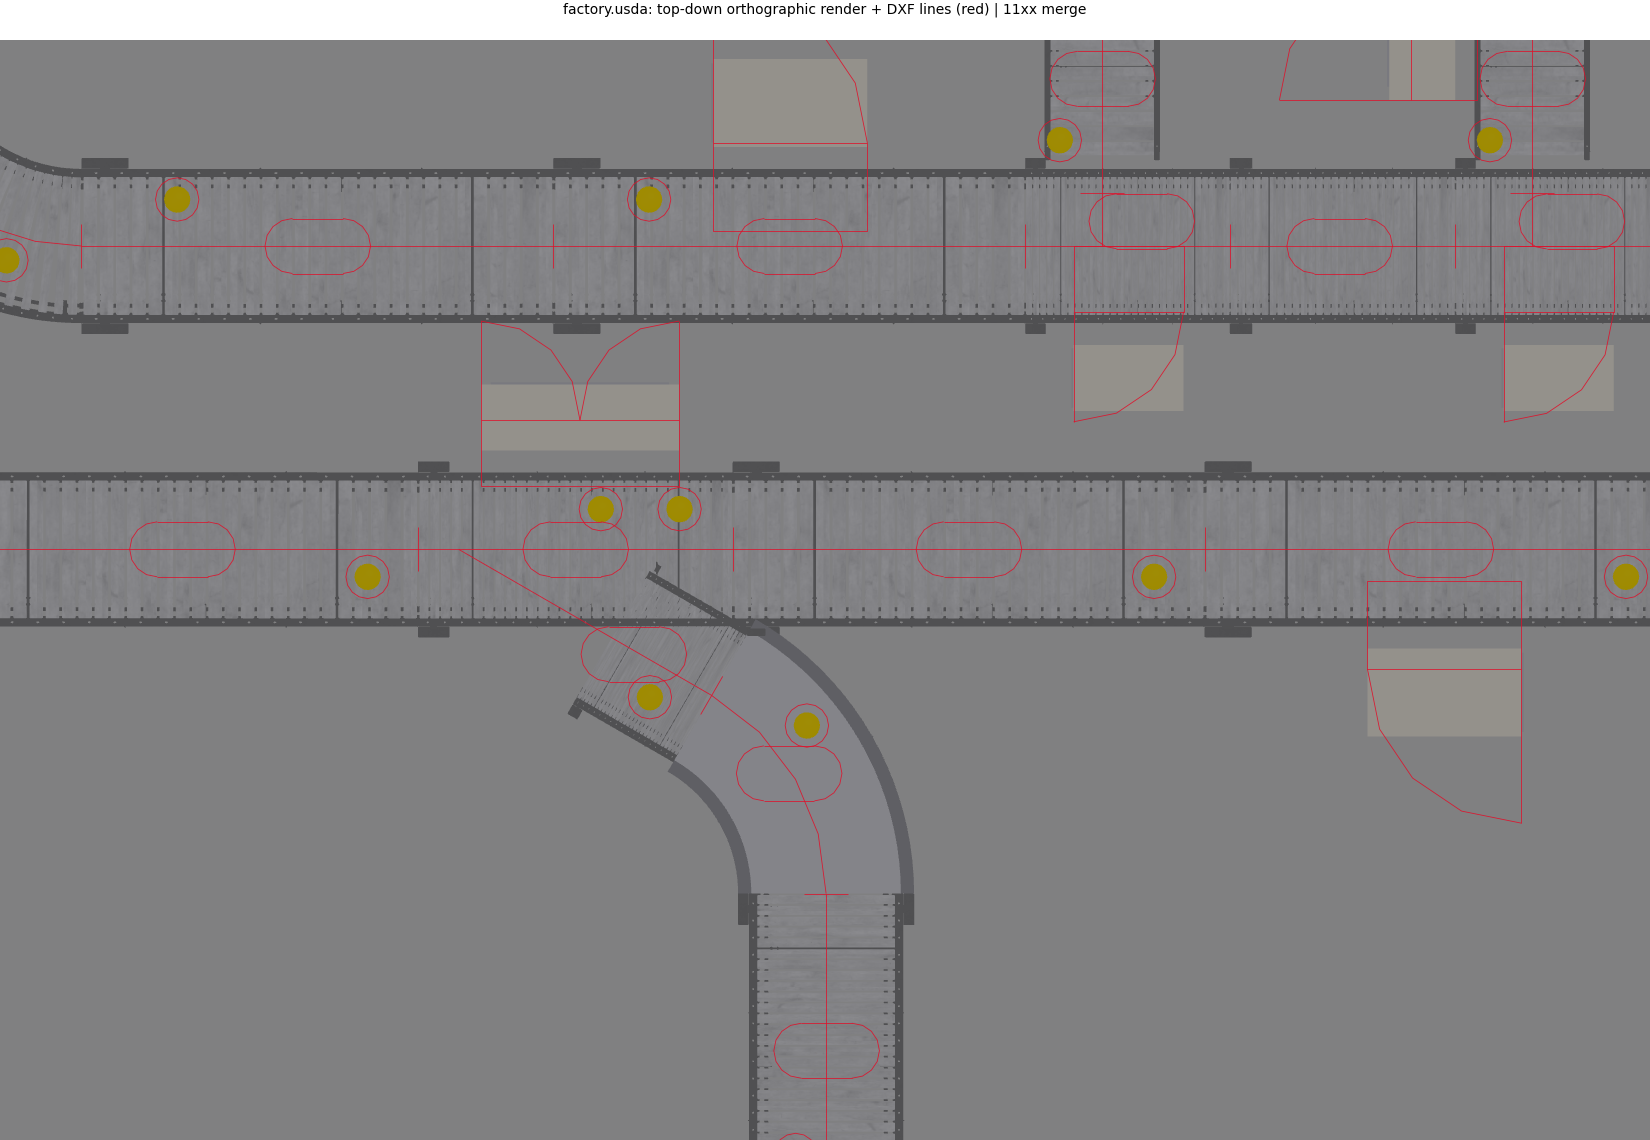 factory.usda: top-down orthographic render + DXF lines (red) | 11xx merge